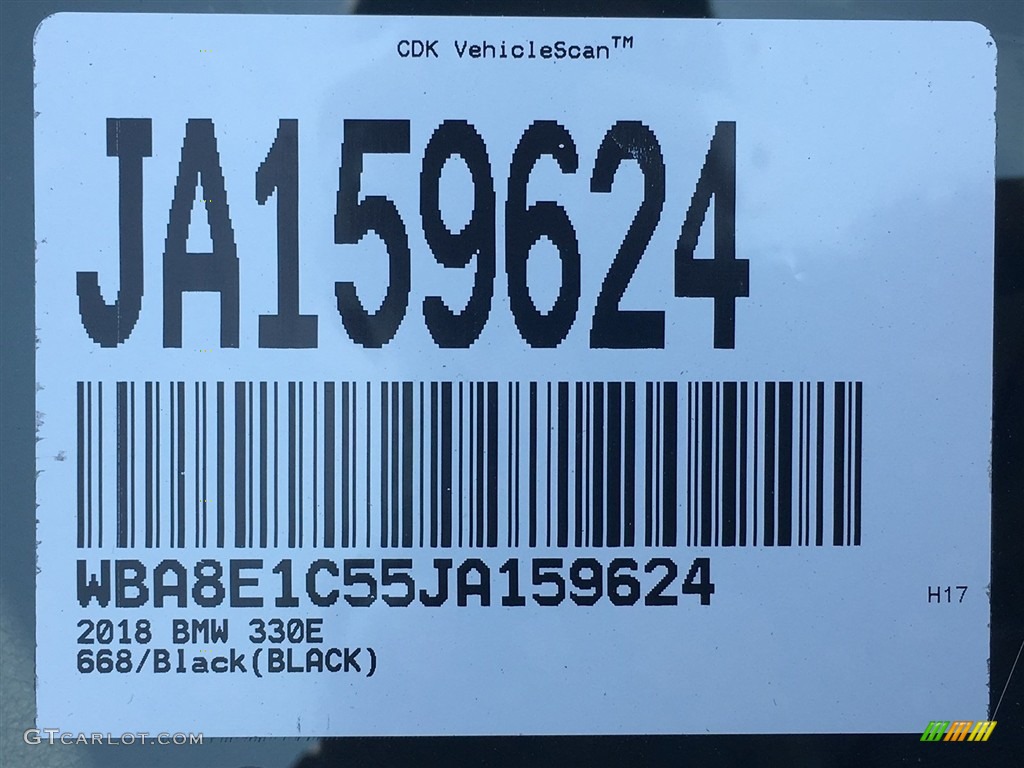 CDK VehicleScan™
JA159624
WBA8E1C55JA159624
H17
2018 BMW 330E
668/Black(BLACK)
GTCARLOT.COM